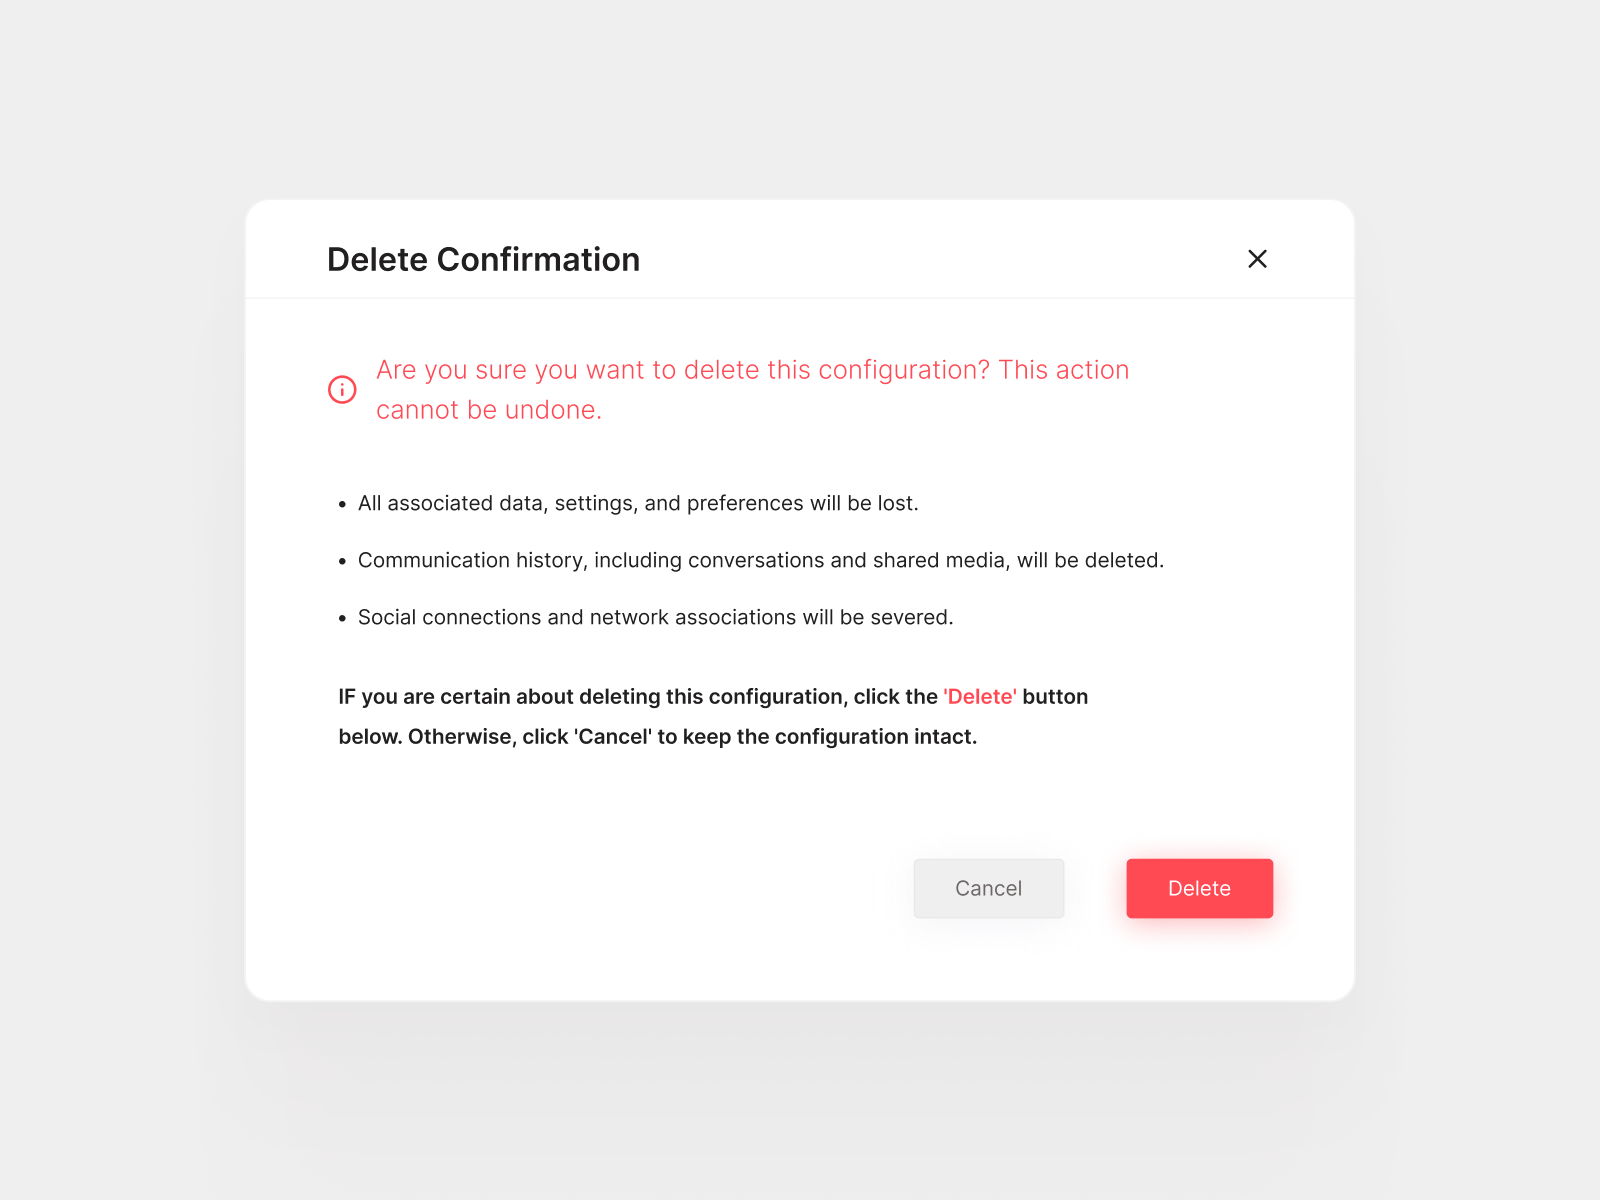 Delete Confirmation
Are you sure you want to delete this configuration? This action
cannot be undone.
• All associated data, settings, and preferences will be lost.
• Communication history, including conversations and shared media, will be deleted.
• Social connections and network associations will be severed.
IF you are certain about deleting this configuration, click the 'Delete' button
below. Otherwise, click 'Cancel' to keep the configuration intact.
Cancel
Delete